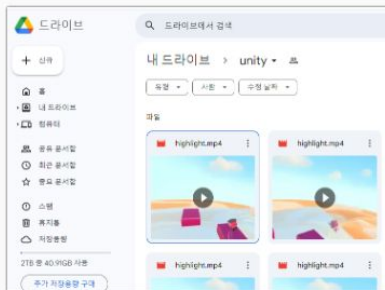 드라이브
드라이브에서 검색
+ 신규
내 드라이브 > unity
유형
사람
수정 날짜
홈
내 드라이브
컴퓨터
공유 문서함
최근 문서함
중요 문서함
스팸
휴지통
저장용량
2TB 중 40.91GB 사용
추가 저장용량 구매
파일
highlight.mp4
highlight.mp4
highlight.mp4
highlight.mp4